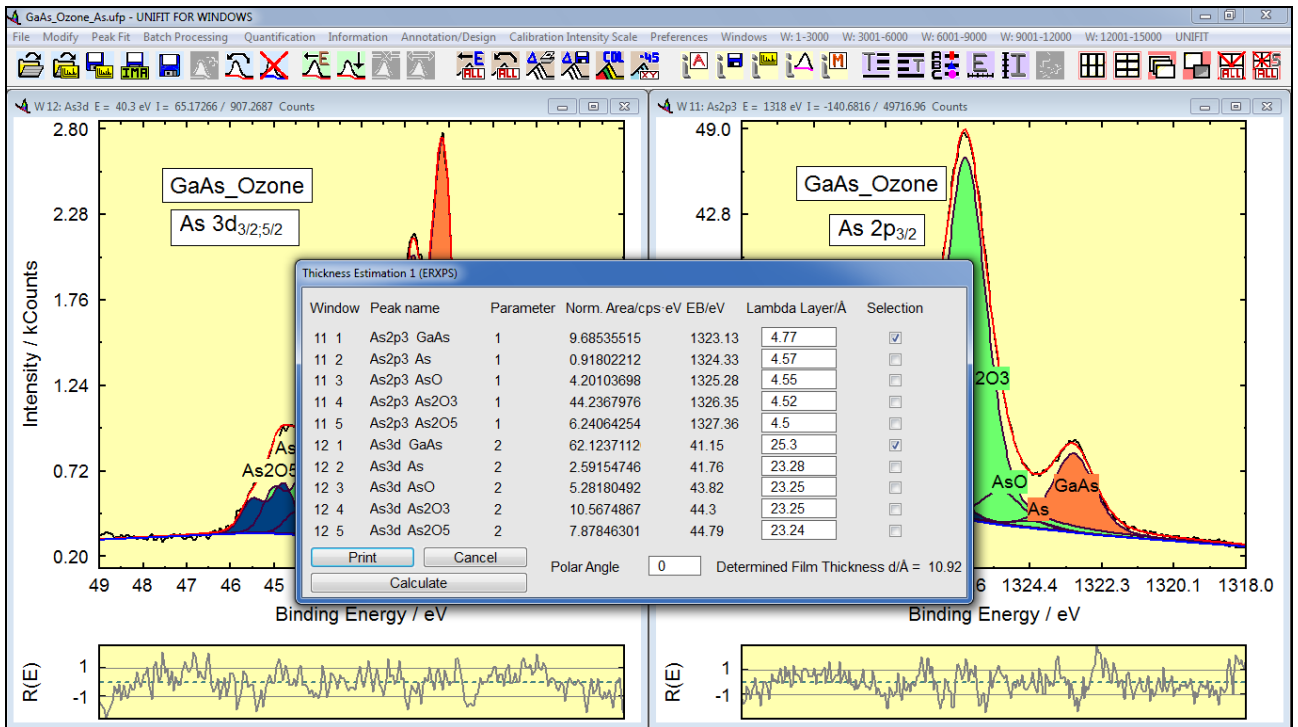 GaAs_Ozone_As.ufp - UNIFIT FOR WINDOWS
File Modify Peak Fit Batch Processing Quantification Information Annotation/Design Calibration Intensity Scale Preferences Windows W: 1-3000 W: 3001-6000 W: 6001-9000 W: 9001-12000 W: 12001-15000 UNIFIT
IMA E ALL ALL ALL ALL COL ALL 45 XY i A i i i i M T E I ALL ALL
W 12: As3d E = 40.3 eV I = 65.17266 / 907.2687 Counts
2.80
2.28
1.76
1.24
0.72
0.20
Intensity / kCounts
GaAs_Ozone
As 3d3/2;5/2
As
As2O5
49 48 47 46 45
Binding Energy / eV
R(E)
1
-1
W 11: As2p3 E = 1318 eV I = -140.6816 / 49716.96 Counts
49.0
42.8
GaAs_Ozone
As 2p3/2
2O3
AsO
As
GaAs
6 1324.4 1322.3 1320.1 1318.0
Binding Energy / eV
R(E)
1
-1
Thickness Estimation 1 (ERXPS)
Window Peak name Parameter Norm. Area/cps·eV EB/eV Lambda Layer/Å Selection
11 1 As2p3 GaAs 1 9.68535515 1323.13 4.77
11 2 As2p3 As 1 0.91802212 1324.33 4.57
11 3 As2p3 AsO 1 4.20103698 1325.28 4.55
11 4 As2p3 As2O3 1 44.2367976 1326.35 4.52
11 5 As2p3 As2O5 1 6.24064254 1327.36 4.5
12 1 As3d GaAs 2 62.1237112 41.15 25.3
12 2 As3d As 2 2.59154746 41.76 23.28
12 3 As3d AsO 2 5.28180492 43.82 23.25
12 4 As3d As2O3 2 10.5674867 44.3 23.25
12 5 As3d As2O5 2 7.87846301 44.79 23.24
Print Cancel
Calculate
Polar Angle 0 Determined Film Thickness d/Å = 10.92